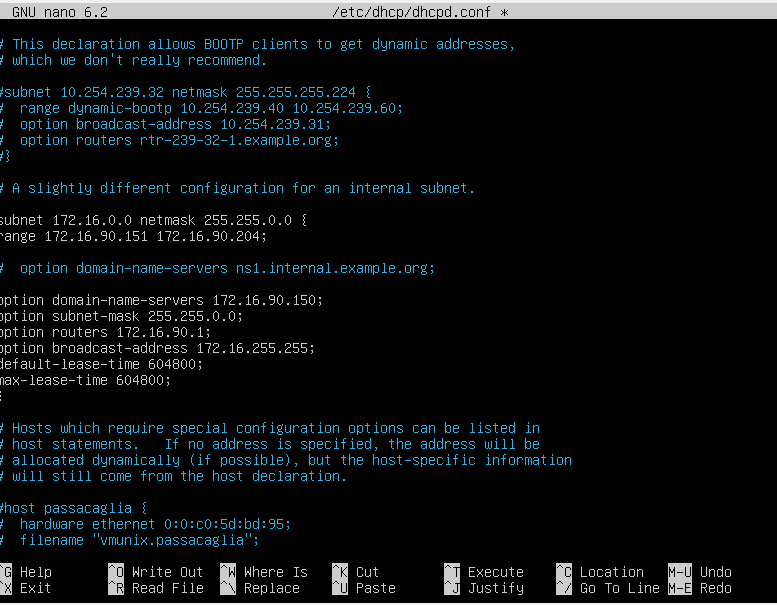 GNU nano 6.2 /etc/dhcp/dhcpd.conf *
# This declaration allows BOOTP clients to get dynamic addresses,
# which we don't really recommend.
#subnet 10.254.239.32 netmask 255.255.255.224 {
#  range dynamic-bootp 10.254.239.40 10.254.239.60;
#  option broadcast-address 10.254.239.31;
#  option routers rtr-239-32-1.example.org;
#}
# A slightly different configuration for an internal subnet.
subnet 172.16.0.0 netmask 255.255.0.0 {
range 172.16.90.151 172.16.90.204;
#  option domain-name-servers ns1.internal.example.org;
option domain-name-servers 172.16.90.150;
option subnet-mask 255.255.0.0;
option routers 172.16.90.1;
option broadcast-address 172.16.255.255;
default-lease-time 604800;
max-lease-time 604800;
}
# Hosts which require special configuration options can be listed in
# host statements.   If no address is specified, the address will be
# allocated dynamically (if possible), but the host-specific information
# will still come from the host declaration.
#host passacaglia {
#  hardware ethernet 0:0:c0:5d:bd:95;
#  filename "vmunix.passacaglia";
^G Help ^O Write Out ^W Where Is ^K Cut ^T Execute ^C Location M-U Undo
^X Exit ^R Read File ^\ Replace ^U Paste ^J Justify ^/ Go To Line M-E Redo